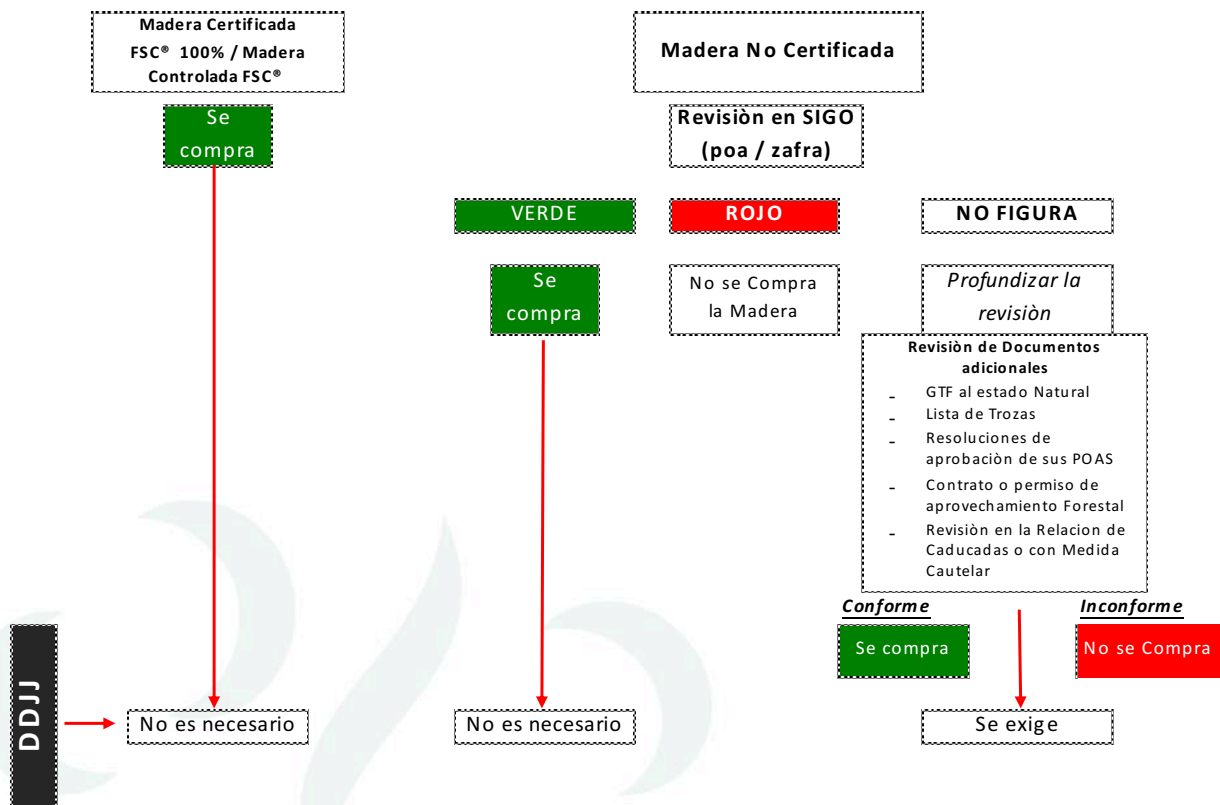 Madera Certificada
FSC® 100% / Madera
Controlada FSC®
Madera No Certificada
Se
compra
Revisiòn en SIGO
(poa / zafra)
VERDE
ROJO
NO FIGURA
Se
compra
No se Compra
la Madera
Profundizar la
revisiòn
Revisiòn de Documentos
adicionales
- GTF al estado Natural
- Lista de Trozas
- Resoluciones de
aprobaciòn de sus POAS
- Contrato o permiso de
aprovechamiento Forestal
- Revisiòn en la Relacion de
Caducadas o con Medida
Cautelar
Conforme
Inconforme
Se compra
No se Compra
DDJJ
No es necesario
No es necesario
Se exige